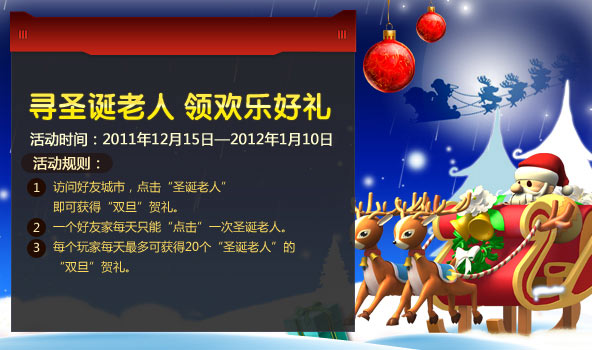 寻圣诞老人 领欢乐好礼
活动时间：2011年12月15日—2012年1月10日
活动规则：
1 访问好友城市，点击“圣诞老人”
即可获得“双旦”贺礼。
2 一个好友家每天只能“点击”一次圣诞老人。
3 每个玩家每天最多可获得20个“圣诞老人”的
“双旦”贺礼。